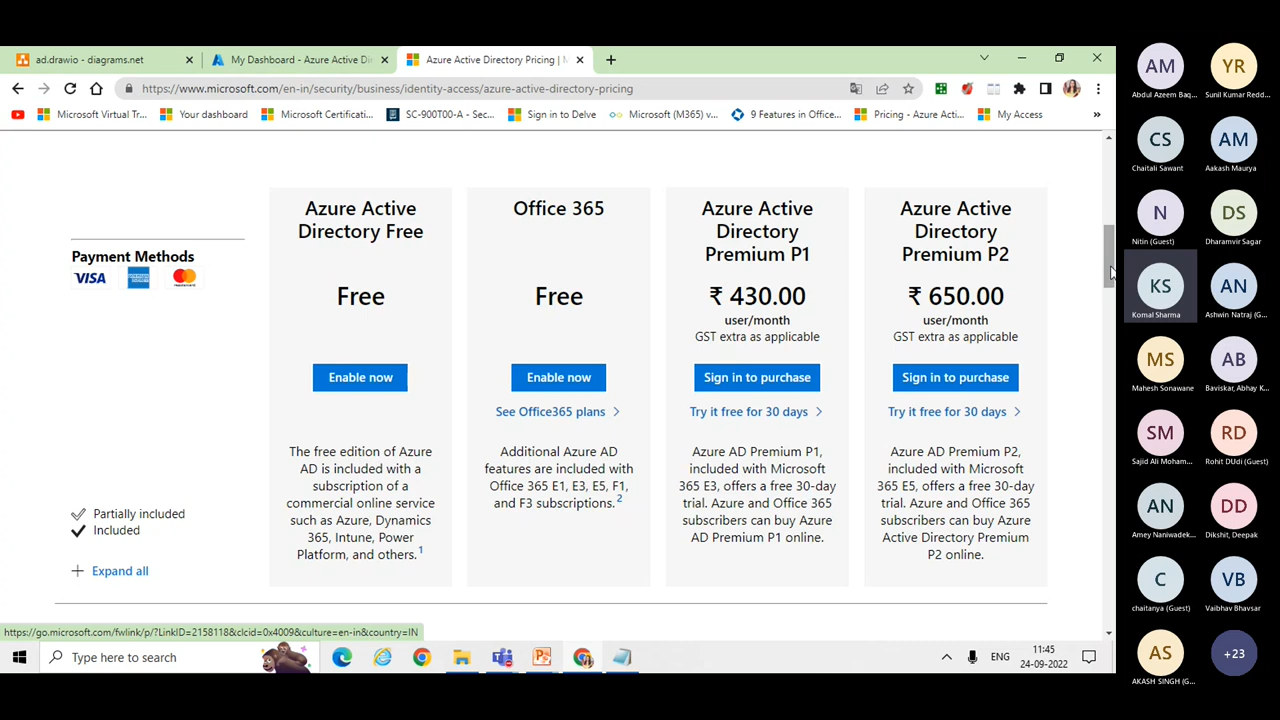 ad.drawio - diagrams.net
My Dashboard - Azure Active Di
Azure Active Directory Pricing | M
https://www.microsoft.com/en-in/security/business/identity-access/azure-active-directory-pricing
Microsoft Virtual Tr...
Your dashboard
Microsoft Certificati...
SC-900T00-A - Sec...
Sign in to Delve
Microsoft (M365) v...
9 Features in Office...
Pricing - Azure Acti...
My Access
»
Payment Methods
VISA
Partially included
Included
Expand all
Azure Active
Directory Free
Free
Enable now
The free edition of Azure
AD is included with a
subscription of a
commercial online service
such as Azure, Dynamics
365, Intune, Power
Platform, and others.1
Office 365
Free
Enable now
See Office365 plans
Additional Azure AD
features are included with
Office 365 E1, E3, E5, F1,
and F3 subscriptions.2
Azure Active
Directory
Premium P1
₹ 430.00
user/month
GST extra as applicable
Sign in to purchase
Try it free for 30 days
Azure AD Premium P1,
included with Microsoft
365 E3, offers a free 30-day
trial. Azure and Office 365
subscribers can buy Azure
AD Premium P1 online.
Azure Active
Directory
Premium P2
₹ 650.00
user/month
GST extra as applicable
Sign in to purchase
Try it free for 30 days
Azure AD Premium P2,
included with Microsoft
365 E5, offers a free 30-day
trial. Azure and Office 365
subscribers can buy Azure
Active Directory Premium
P2 online.
https://go.microsoft.com/fwlink/p/?LinkID=2158118&clcid=0x4009&culture=en-in&country=IN
Type here to search
ENG
11:45
24-09-2022
AM
Abdul Azeem Baq...
YR
Sunil Kumar Redd...
CS
Chaitali Sawant
AM
Aakash Maurya
N
Nitin (Guest)
DS
Dharamvir Sagar
KS
Komal Sharma
AN
Ashwin Natraj (G...
MS
Mahesh Sonawane
AB
Baviskar, Abhay K...
SM
Sajid Ali Moham...
RD
Rohit DUdi (Guest)
AN
Amey Naniwadek...
DD
Dikshit, Deepak
C
chaitanya (Guest)
VB
Vaibhav Bhavsar
AS
AKASH SINGH (G...
+23